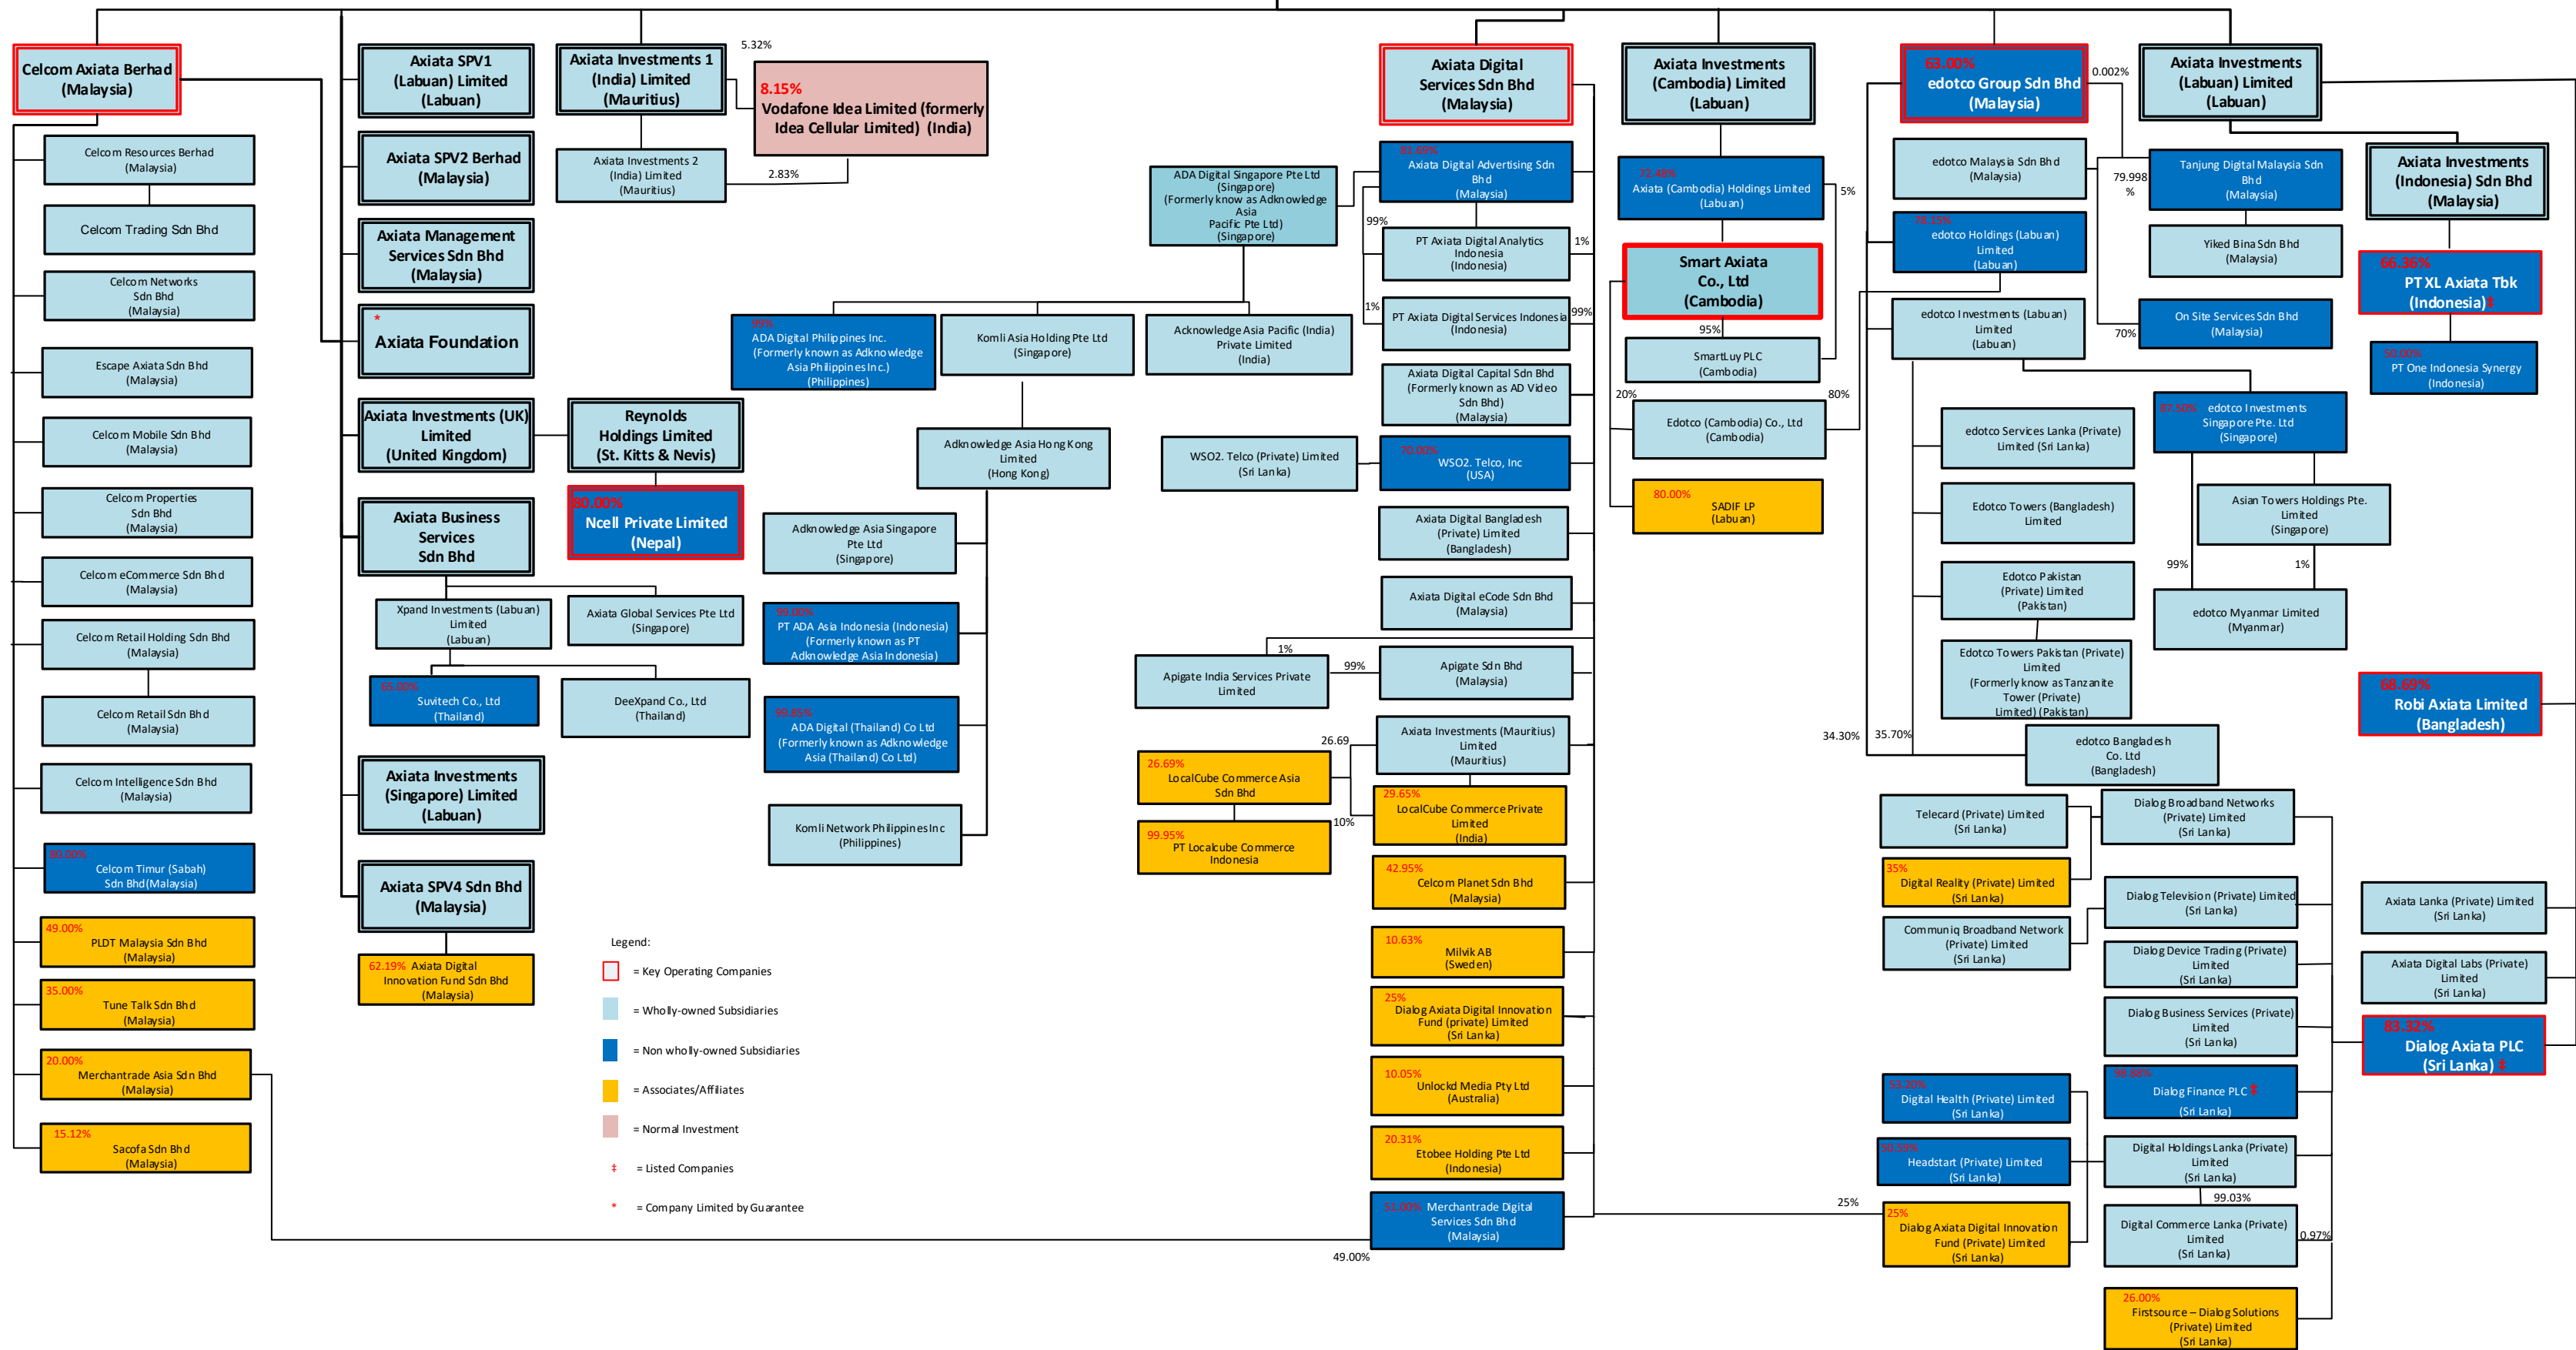 Celcom Axiata Berhad
(Malaysia)
Celcom Resources Berhad
(Malaysia)
Celcom Trading Sdn Bhd
Celcom Networks
Sdn Bhd
(Malaysia)
Escape Axiata Sdn Bhd
(Malaysia)
Celcom Mobile Sdn Bhd
(Malaysia)
Celcom Properties
Sdn Bhd
(Malaysia)
Celcom eCommerce Sdn Bhd
(Malaysia)
Celcom Retail Holding Sdn Bhd
(Malaysia)
Celcom Retail Sdn Bhd
(Malaysia)
Celcom Intelligence Sdn Bhd
(Malaysia)
80.00%
Celcom Timur (Sabah)
Sdn Bhd(Malaysia)
49.00%
PLDT Malaysia Sdn Bhd
(Malaysia)
35.00%
Tune Talk Sdn Bhd
(Malaysia)
20.00%
Merchantrade Asia Sdn Bhd
(Malaysia)
15.12%
Sacofa Sdn Bhd
(Malaysia)
Axiata SPV1
(Labuan) Limited
(Labuan)
Axiata SPV2 Berhad
(Malaysia)
Axiata Management
Services Sdn Bhd
(Malaysia)
*
Axiata Foundation
Axiata Investments (UK)
Limited
(United Kingdom)
Reynolds
Holdings Limited
(St. Kitts & Nevis)
80.00%
Ncell Private Limited
(Nepal)
Axiata Business
Services
Sdn Bhd
Xpand Investments (Labuan)
Limited
(Labuan)
Axiata Global Services Pte Ltd
(Singapore)
65.00%
Suvitech Co., Ltd
(Thailand)
DeeXpand Co., Ltd
(Thailand)
Axiata Investments
(Singapore) Limited
(Labuan)
Axiata SPV4 Sdn Bhd
(Malaysia)
62.19% Axiata Digital
Innovation Fund Sdn Bhd
(Malaysia)
Axiata Investments 1
(India) Limited
(Mauritius)
5.32%
8.15%
Vodafone Idea Limited (formerly
Idea Cellular Limited) (India)
Axiata Investments 2
(India) Limited
(Mauritius)
2.83%
Legend:
= Key Operating Companies
= Wholly-owned Subsidiaries
= Non wholly-owned Subsidiaries
= Associates/Affiliates
= Normal Investment
‡ = Listed Companies
* = Company Limited by Guarantee
ADA Digital Singapore Pte Ltd
(Singapore)
(Formerly know as Adknowledge
Asia
Pacific Pte Ltd)
(Singapore)
99%
ADA Digital Philippines Inc.
(Formerly known as Adknowledge
Asia Philippines Inc.)
(Philippines)
Komli Asia Holding Pte Ltd
(Singapore)
Acknowledge Asia Pacific (India)
Private Limited
(India)
Adknowledge Asia Hong Kong
Limited
(Hong Kong)
Adknowledge Asia Singapore
Pte Ltd
(Singapore)
99.00%
PT ADA Asia Indonesia (Indonesia)
(Formerly known as PT
Adknowledge Asia Indonesia)
ADA Digital (Thailand) Co Ltd
(Formerly known as Adknowledge
Asia (Thailand) Co Ltd)
Komli Network Philippines Inc
(Philippines)
Axiata Digital
Services Sdn Bhd
(Malaysia)
Axiata Digital Advertising Sdn
Bhd
(Malaysia)
99%
PT Axiata Digital Analytics
Indonesia
(Indonesia)
1%
1%
PT Axiata Digital Services Indonesia
(Indonesia)
99%
Axiata Digital Capital Sdn Bhd
(Formerly known as AD Video
Sdn Bhd)
(Malaysia)
WSO2. Telco (Private) Limited
(Sri Lanka)
70.00%
WSO2. Telco, Inc
(USA)
Axiata Digital Bangladesh
(Private) Limited
(Bangladesh)
Axiata Digital eCode Sdn Bhd
(Malaysia)
1%
Apigate India Services Private
Limited
99%
Apigate Sdn Bhd
(Malaysia)
26.69
Axiata Investments (Mauritius)
Limited
(Mauritius)
26.69%
LocalCube Commerce Asia
Sdn Bhd
10%
29.65%
LocalCube Commerce Private
Limited
(India)
99.95%
PT Localcube Commerce
Indonesia
42.95%
Celcom Planet Sdn Bhd
(Malaysia)
10.63%
Milvik AB
(Sweden)
25%
Dialog Axiata Digital Innovation
Fund (private) Limited
(Sri Lanka)
10.05%
Unlockd Media Pty Ltd
(Australia)
20.31%
Etobee Holding Pte Ltd
(Indonesia)
51.00% Merchantrade Digital
Services Sdn Bhd
(Malaysia)
49.00%
Axiata Investments
(Cambodia) Limited
(Labuan)
72.48%
Axiata (Cambodia) Holdings Limited
(Labuan)
5%
Smart Axiata
Co., Ltd
(Cambodia)
95%
SmartLuy PLC
(Cambodia)
20%
80%
Edotco (Cambodia) Co., Ltd
(Cambodia)
80.00%
SADIF LP
(Labuan)
63.00%
edotco Group Sdn Bhd
(Malaysia)
0.002%
edotco Malaysia Sdn Bhd
(Malaysia)
79.998
%
Tanjung Digital Malaysia Sdn
Bhd
(Malaysia)
Yiked Bina Sdn Bhd
(Malaysia)
edotco Holdings (Labuan)
Limited
(Labuan)
70%
On Site Services Sdn Bhd
(Malaysia)
edotco Investments (Labuan)
Limited
(Labuan)
87.50% edotco Investments
Singapore Pte. Ltd
(Singapore)
edotco Services Lanka (Private)
Limited (Sri Lanka)
Edotco Towers (Bangladesh)
Limited
Asian Towers Holdings Pte.
Limited
(Singapore)
99%
1%
Edotco Pakistan
(Private) Limited
(Pakistan)
edotco Myanmar Limited
(Myanmar)
Edotco Towers Pakistan (Private)
Limited
(Formerly know as Tanzanite
Tower (Private)
Limited) (Pakistan)
34.30%
35.70%
edotco Bangladesh
Co. Ltd
(Bangladesh)
Axiata Investments
(Labuan) Limited
(Labuan)
Axiata Investments
(Indonesia) Sdn Bhd
(Malaysia)
66.36%
PT XL Axiata Tbk
(Indonesia)‡
50.00%
PT One Indonesia Synergy
(Indonesia)
68.69%
Robi Axiata Limited
(Bangladesh)
Telecard (Private) Limited
(Sri Lanka)
Dialog Broadband Networks
(Private) Limited
(Sri Lanka)
35%
Digital Reality (Private) Limited
(Sri Lanka)
Dialog Television (Private) Limited
(Sri Lanka)
Communiq Broadband Network
(Private) Limited
(Sri Lanka)
Dialog Device Trading (Private)
Limited
(Sri Lanka)
Dialog Business Services (Private)
Limited
(Sri Lanka)
Axiata Lanka (Private) Limited
(Sri Lanka)
Axiata Digital Labs (Private)
Limited
(Sri Lanka)
83.32%
Dialog Axiata PLC
(Sri Lanka) ‡
Digital Health (Private) Limited
(Sri Lanka)
Dialog Finance PLC ‡
(Sri Lanka)
Headstart (Private) Limited
(Sri Lanka)
Digital Holdings Lanka (Private)
Limited
(Sri Lanka)
99.03%
25%
25%
Dialog Axiata Digital Innovation
Fund (Private) Limited
(Sri Lanka)
Digital Commerce Lanka (Private)
Limited
(Sri Lanka)
0.97%
26.00%
Firstsource – Dialog Solutions
(Private) Limited
(Sri Lanka)